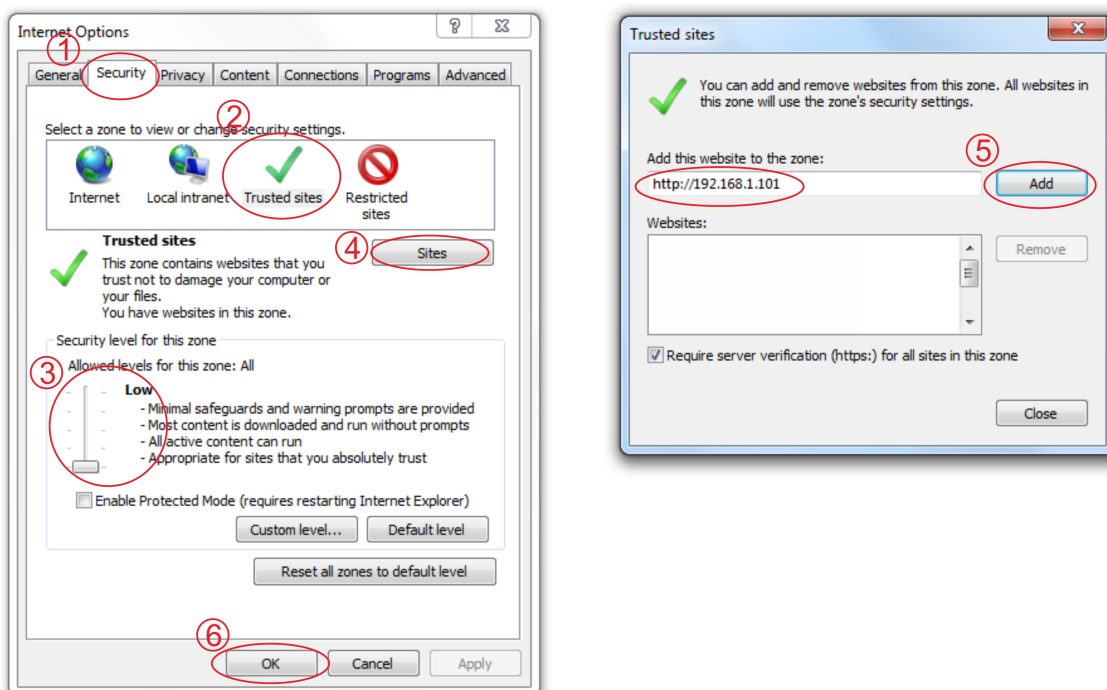 Internet Options
①
General Security Privacy Content Connections Programs Advanced
②
Select a zone to view or change security settings.
Internet Local intranet Trusted sites Restricted
sites
Trusted sites
④
Sites
This zone contains websites that you
trust not to damage your computer or
your files.
You have websites in this zone.
Security level for this zone
③
Allowed levels for this zone: All
Low
- Minimal safeguards and warning prompts are provided
- Most content is downloaded and run without prompts
- All active content can run
- Appropriate for sites that you absolutely trust
Enable Protected Mode (requires restarting Internet Explorer)
Custom level... Default level
Reset all zones to default level
⑥
OK Cancel Apply
Trusted sites
You can add and remove websites from this zone. All websites in
this zone will use the zone's security settings.
⑤
Add this website to the zone:
http://192.168.1.101 Add
Websites:
Remove
Require server verification (https:) for all sites in this zone
Close